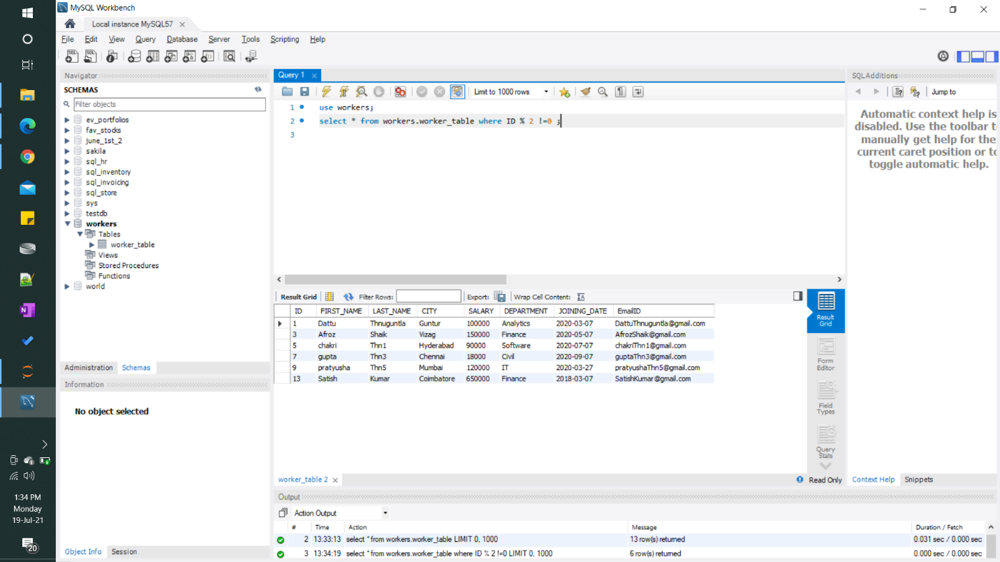 MySQL Workbench
Local instance MySQL57
File Edit View Query Database Server Tools Scripting Help
Navigator
SCHEMAS
Filter objects
ev_portfolios
fav_stocks
june_1st_2
sakila
sql_hr
sql_inventory
sql_invoicing
sql_store
sys
testdb
workers
Tables
worker_table
Views
Stored Procedures
Functions
world
Administration Schemas
Information
No object selected
Object Info Session
Query 1
Limit to 1000 rows
1 use workers;
2 select * from workers.worker_table where ID % 2 !=0 ;
3
Result Grid Filter Rows: Export: Wrap Cell Content:
ID FIRST_NAME LAST_NAME CITY SALARY DEPARTMENT JOINING_DATE EmailID
1 Dattu Thnuguntla Guntur 100000 Analytics 2020-03-07 DattuThnuguntla@gmail.com
3 Afroz Shaik Vizag 150000 Finance 2020-05-07 AfrozShaik@gmail.com
5 chakri Thn1 Hyderabad 90000 Software 2020-07-07 chakriThn1@gmail.com
7 gupta Thn3 Chennai 18000 Civil 2020-09-07 guptaThn3@gmail.com
9 pratyusha Thn5 Mumbai 120000 IT 2020-03-27 pratyushaThn5@gmail.com
13 Satish Kumar Coimbatore 650000 Finance 2018-03-07 SatishKumar@gmail.com
Result
Grid
Form
Editor
Field
Types
Query
Stats
worker_table 2
Read Only
SQLAdditions
Jump to
Automatic context help is
disabled. Use the toolbar t
manually get help for the
current caret position or to
toggle automatic help.
Context Help Snippets
Output
Action Output
# Time Action Message Duration / Fetch
2 13:33:13 select * from workers.worker_table LIMIT 0, 1000 13 row(s) returned 0.031 sec / 0.000 sec
3 13:34:19 select * from workers.worker_table where ID % 2 !=0 LIMIT 0, 1000 6 row(s) returned 0.000 sec / 0.000 sec
1:34 PM
Monday
19-Jul-21
20